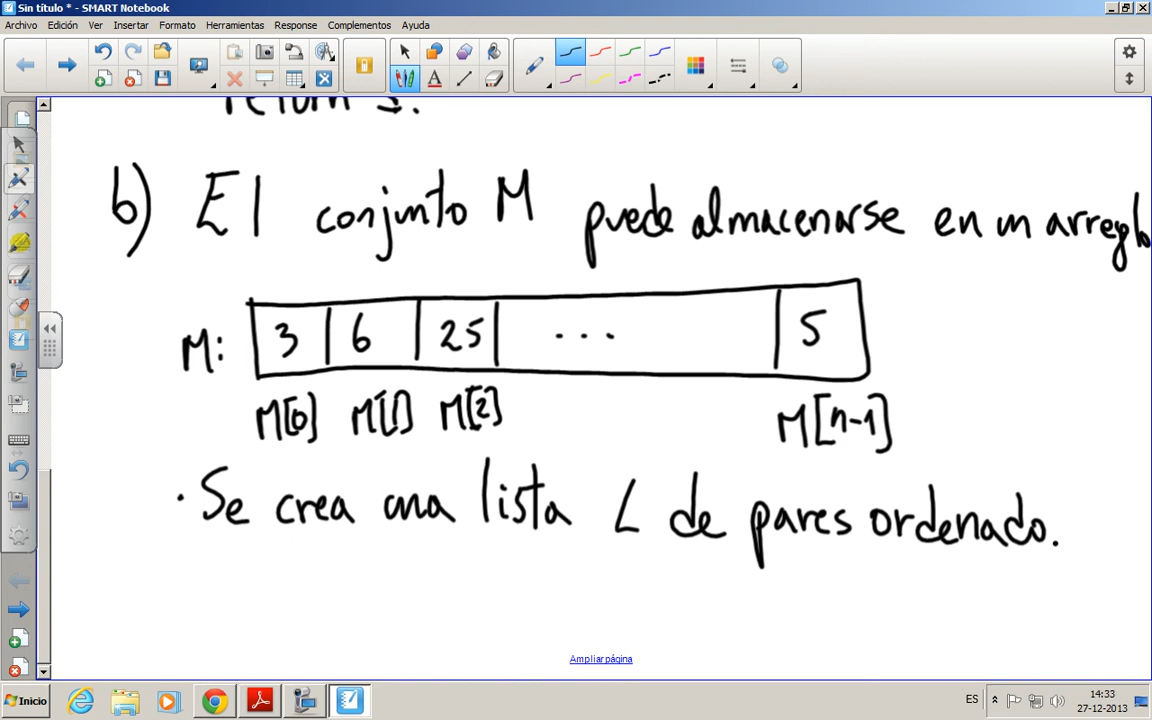 Sin título * - SMART Notebook
Archivo Edición Ver Insertar Formato Herramientas Response Complementos Ayuda
return S.
b) El conjunto M puede almacenarse en un arreglo
M: 3 6 25 ... 5
M[0] M[1] M[2] M[n-1]
· Se crea una lista L de pares ordenado.
Ampliar página
Inicio ES 14:33
27-12-2013